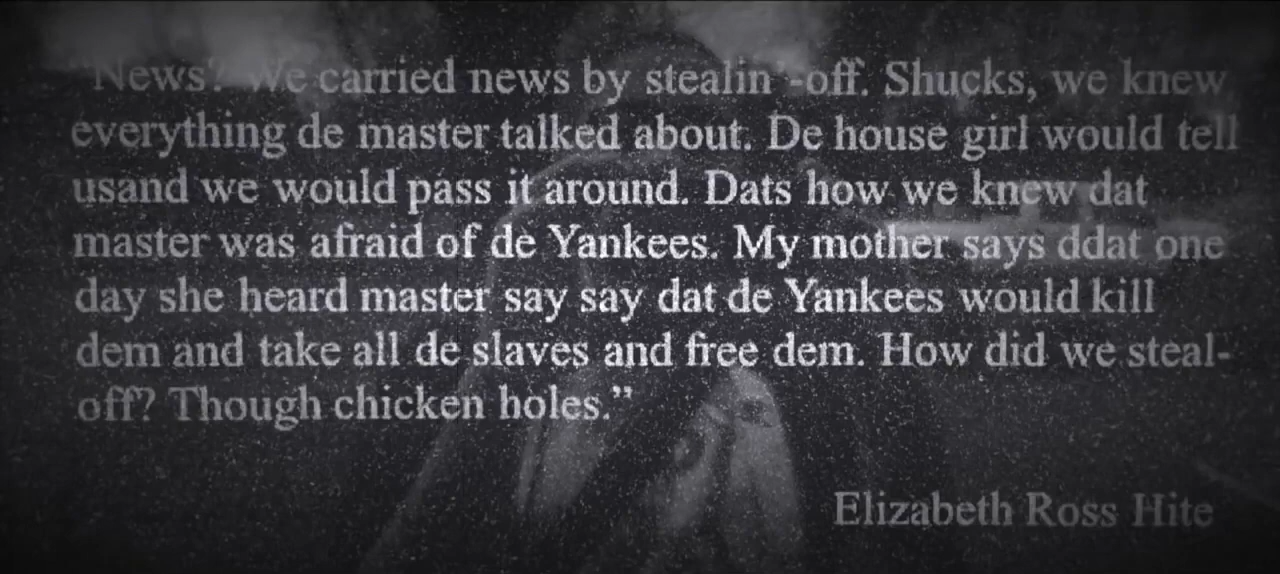 "News? We carried news by stealin'-off. Shucks, we knew
everything de master talked about. De house girl would tell
usand we would pass it around. Dats how we knew dat
master was afraid of de Yankees. My mother says ddat one
day she heard master say say dat de Yankees would kill
dem and take all de slaves and free dem. How did we steal-
off? Though chicken holes.”
Elizabeth Ross Hite